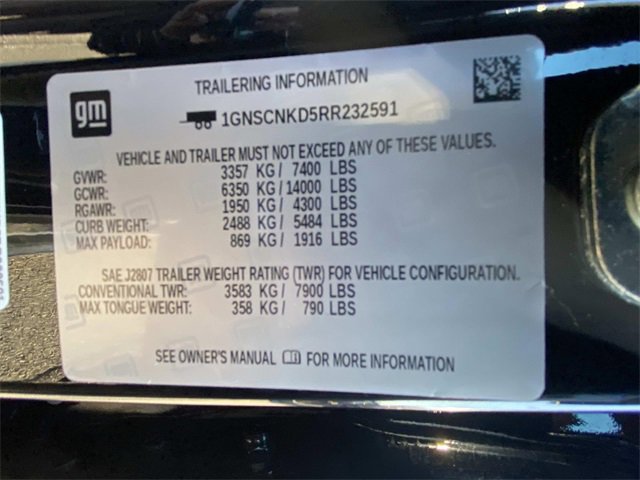 TRAILERING INFORMATION
gm
1GNSCNKD5RR232591
VEHICLE AND TRAILER MUST NOT EXCEED ANY OF THESE VALUES.
GVWR: 3357 KG / 7400 LBS
GCWR: 6350 KG / 14000 LBS
RGAWR: 1950 KG / 4300 LBS
CURB WEIGHT: 2488 KG / 5484 LBS
MAX PAYLOAD: 869 KG / 1916 LBS
SAE J2807 TRAILER WEIGHT RATING (TWR) FOR VEHICLE CONFIGURATION.
CONVENTIONAL TWR: 3583 KG / 7900 LBS
MAX TONGUE WEIGHT: 358 KG / 790 LBS
SEE OWNER'S MANUAL FOR MORE INFORMATION